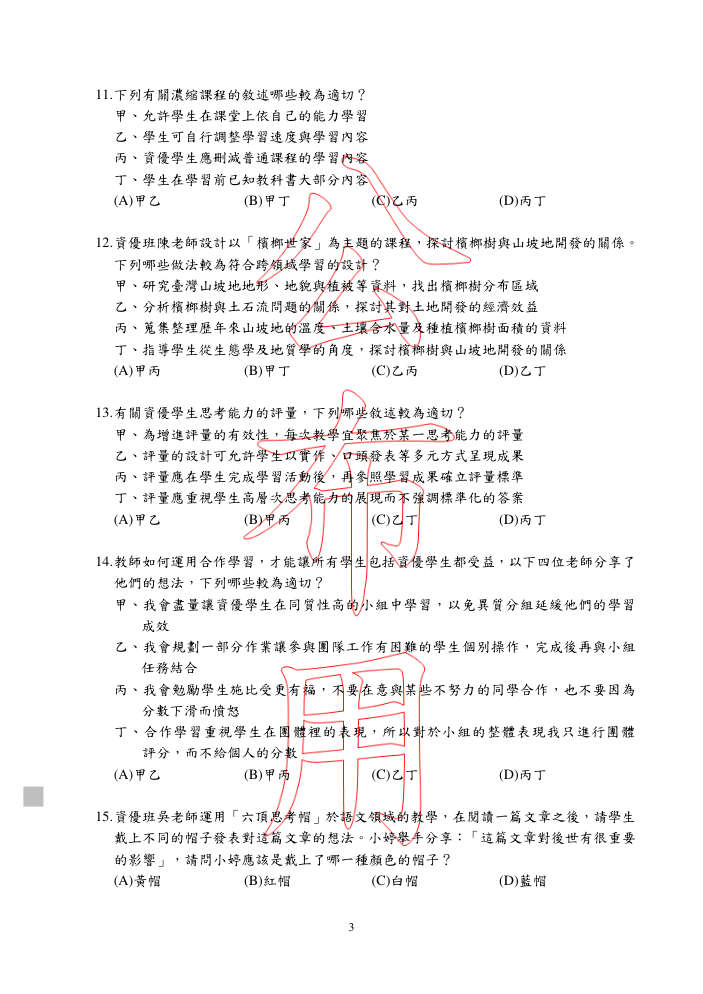 11.下列有關濃縮課程的敘述哪些較為適切？
甲、允許學生在課堂上依自己的能力學習
乙、學生可自行調整學習速度與學習內容
丙、資優學生應刪減普通課程的學習內容
丁、學生在學習前已知教科書大部分內容
(A)甲乙 (B)甲丁 (C)乙丙 (D)丙丁
12.資優班陳老師設計以「檳榔世家」為主題的課程，探討檳榔樹與山坡地開發的關係。
下列哪些做法較為符合跨領域學習的設計？
甲、研究臺灣山坡地地形、地貌與植被等資料，找出檳榔樹分布區域
乙、分析檳榔樹與土石流問題的關係，探討其對土地開發的經濟效益
丙、蒐集整理歷年來山坡地的溫度、土壤含水量及種植檳榔樹面積的資料
丁、指導學生從生態學及地質學的角度，探討檳榔樹與山坡地開發的關係
(A)甲丙 (B)甲丁 (C)乙丙 (D)乙丁
13.有關資優學生思考能力的評量，下列哪些敘述較為適切？
甲、為增進評量的有效性，每次教學宜聚焦於某一思考能力的評量
乙、評量的設計可允許學生以實作、口頭發表等多元方式呈現成果
丙、評量應在學生完成學習活動後，再參照學習成果確立評量標準
丁、評量應重視學生高層次思考能力的展現而不強調標準化的答案
(A)甲乙 (B)甲丙 (C)乙丁 (D)丙丁
14.教師如何運用合作學習，才能讓所有學生包括資優學生都受益，以下四位老師分享了
他們的想法，下列哪些較為適切？
甲、我會盡量讓資優學生在同質性高的小組中學習，以免異質分組延緩他們的學習
成效
乙、我會規劃一部分作業讓參與團隊工作有困難的學生個別操作，完成後再與小組
任務結合
丙、我會勉勵學生施比受更有福，不要在意與某些不努力的同學合作，也不要因為
分數下滑而憤怒
丁、合作學習重視學生在團體裡的表現，所以對於小組的整體表現我只進行團體
評分，而不給個人的分數
(A)甲乙 (B)甲丙 (C)乙丁 (D)丙丁
15.資優班吳老師運用「六頂思考帽」於語文領域的教學，在閱讀一篇文章之後，請學生
戴上不同的帽子發表對這篇文章的想法。小婷舉手分享：「這篇文章對後世有很重要
的影響」，請問小婷應該是戴上了哪一種顏色的帽子？
(A)黃帽 (B)紅帽 (C)白帽 (D)藍帽
3
公布用